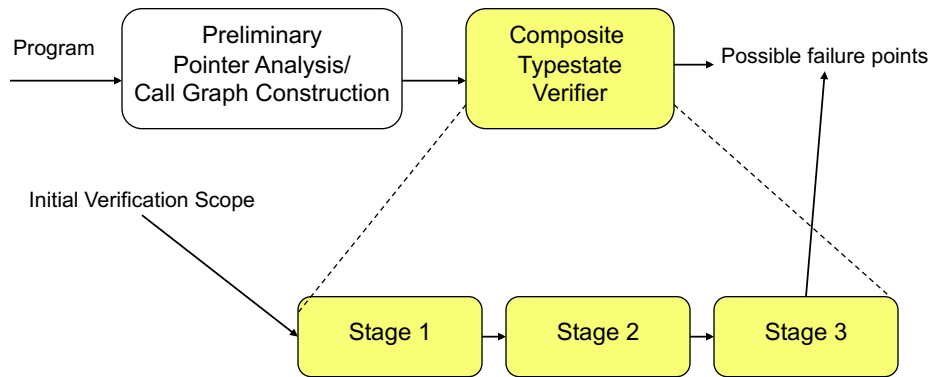 Program
Preliminary
Pointer Analysis/
Call Graph Construction
Composite
Typestate
Verifier
Possible failure points
Initial Verification Scope
Stage 1
Stage 2
Stage 3